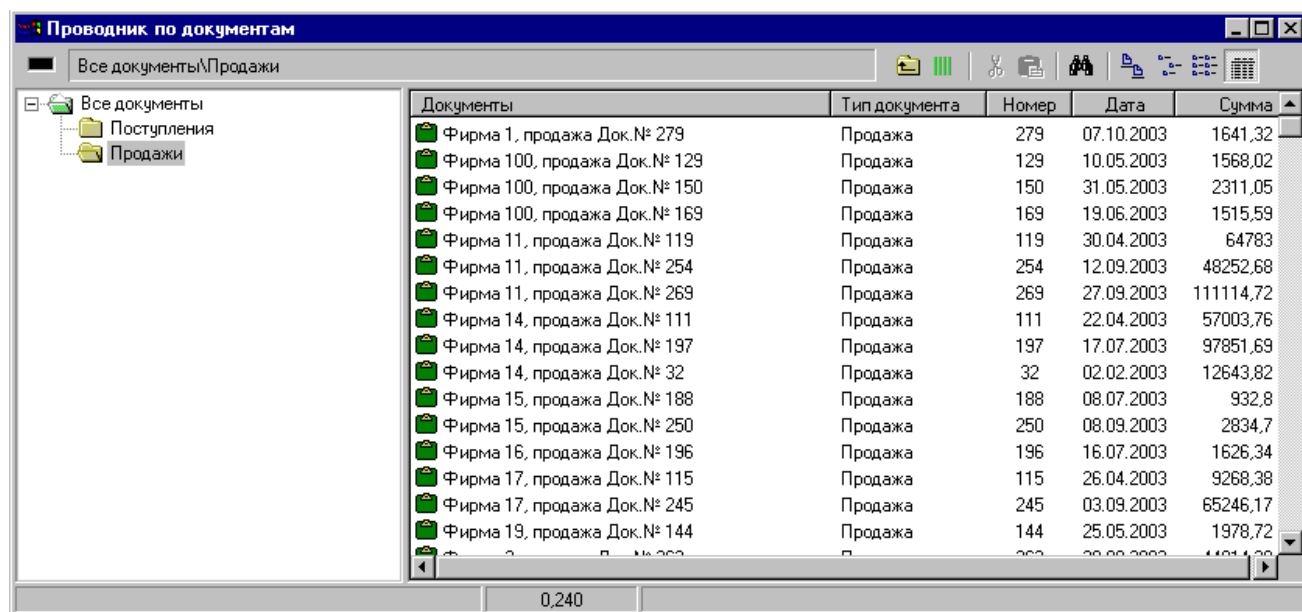 Проводник по документам
Все документы\Продажи
Все документы
Поступления
Продажи
Документы Тип документа Номер Дата Сумма
Фирма 1, продажа Док.№ 279 Продажа 279 07.10.2003 1641,32
Фирма 100, продажа Док.№ 129 Продажа 129 10.05.2003 1568,02
Фирма 100, продажа Док.№ 150 Продажа 150 31.05.2003 2311,05
Фирма 100, продажа Док.№ 169 Продажа 169 19.06.2003 1515,59
Фирма 11, продажа Док.№ 119 Продажа 119 30.04.2003 64783
Фирма 11, продажа Док.№ 254 Продажа 254 12.09.2003 48252,68
Фирма 11, продажа Док.№ 269 Продажа 269 27.09.2003 111114,72
Фирма 14, продажа Док.№ 111 Продажа 111 22.04.2003 57003,76
Фирма 14, продажа Док.№ 197 Продажа 197 17.07.2003 97851,69
Фирма 14, продажа Док.№ 32 Продажа 32 02.02.2003 12643,82
Фирма 15, продажа Док.№ 188 Продажа 188 08.07.2003 932,8
Фирма 15, продажа Док.№ 250 Продажа 250 08.09.2003 2834,7
Фирма 16, продажа Док.№ 196 Продажа 196 16.07.2003 1626,34
Фирма 17, продажа Док.№ 115 Продажа 115 26.04.2003 9268,38
Фирма 17, продажа Док.№ 245 Продажа 245 03.09.2003 65246,17
Фирма 19, продажа Док.№ 144 Продажа 144 25.05.2003 1978,72
0,240